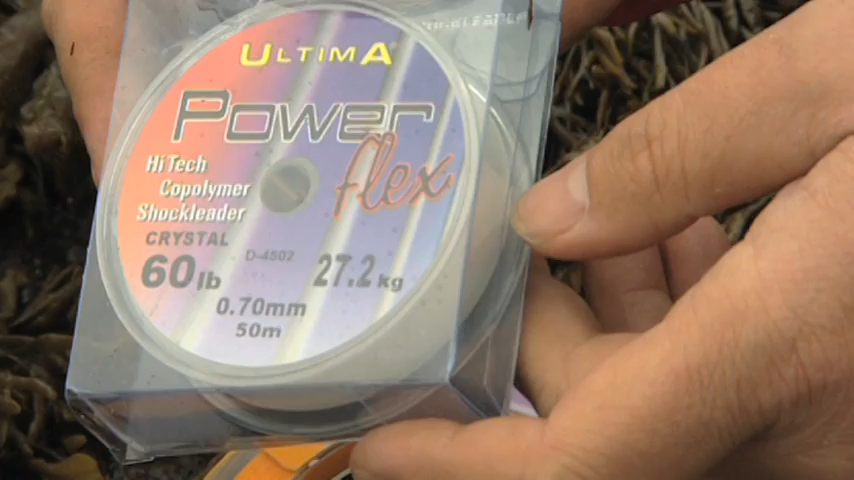 ULTIMA
Power
flex
HiTech
Copolymer
Shockleader
CRYSTAL
D-4502
60lb 27.2kg
0.70mm
50m